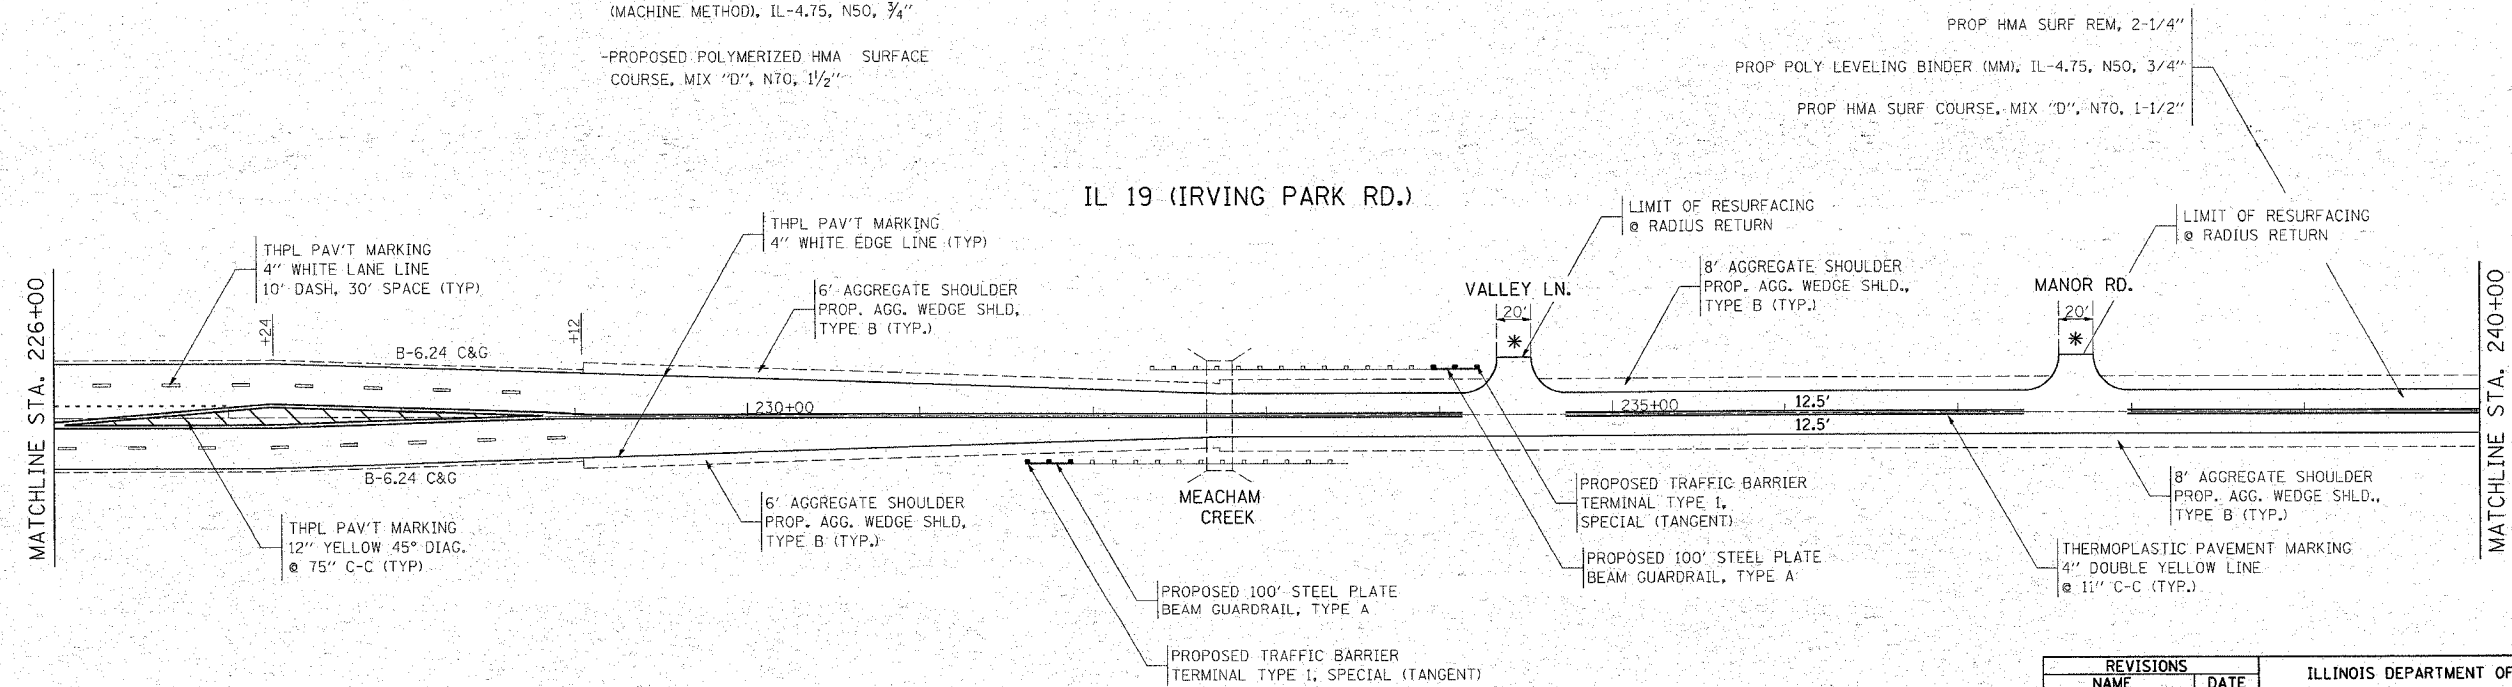 (MACHINE METHOD), IL-4.75, N50, 3/4"
-PROPOSED POLYMERIZED HMA SURFACE
COURSE, MIX "D", N70, 1 1/2"
PROP HMA SURF REM, 2-1/4"
PROP POLY LEVELING BINDER (MM), IL-4.75, N50, 3/4"
PROP HMA SURF COURSE, MIX "D", N70, 1-1/2"
IL 19 (IRVING PARK RD.)
MATCHLINE STA. 226+00
THPL PAV'T MARKING
4" WHITE LANE LINE
10' DASH, 30' SPACE (TYP)
THPL PAV'T MARKING
4" WHITE EDGE LINE (TYP)
6' AGGREGATE SHOULDER
PROP. AGG. WEDGE SHLD,
TYPE B (TYP.)
LIMIT OF RESURFACING
@ RADIUS RETURN
LIMIT OF RESURFACING
@ RADIUS RETURN
8' AGGREGATE SHOULDER
PROP. AGG. WEDGE SHLD.,
TYPE B (TYP.)
VALLEY LN.
20'
*
MANOR RD.
20'
*
MATCHLINE STA. 240+00
+24
+12
B-6.24 C&G
230+00
235+00
12.5'
12.5'
B-6.24 C&G
THPL PAV'T MARKING
12" YELLOW 45° DIAG.
@ 75" C-C (TYP)
6' AGGREGATE SHOULDER
PROP. AGG. WEDGE SHLD,
TYPE B (TYP.)
MEACHAM
CREEK
PROPOSED TRAFFIC BARRIER
TERMINAL TYPE 1,
SPECIAL (TANGENT)
PROPOSED 100' STEEL PLATE
BEAM GUARDRAIL, TYPE A
8' AGGREGATE SHOULDER
PROP. AGG. WEDGE SHLD.,
TYPE B (TYP.)
THERMOPLASTIC PAVEMENT MARKING
4" DOUBLE YELLOW LINE
@ 11" C-C (TYP.)
PROPOSED 100' STEEL PLATE
BEAM GUARDRAIL, TYPE A
PROPOSED TRAFFIC BARRIER
TERMINAL TYPE 1, SPECIAL (TANGENT)
REVISIONS
NAME DATE
ILLINOIS DEPARTMENT OF